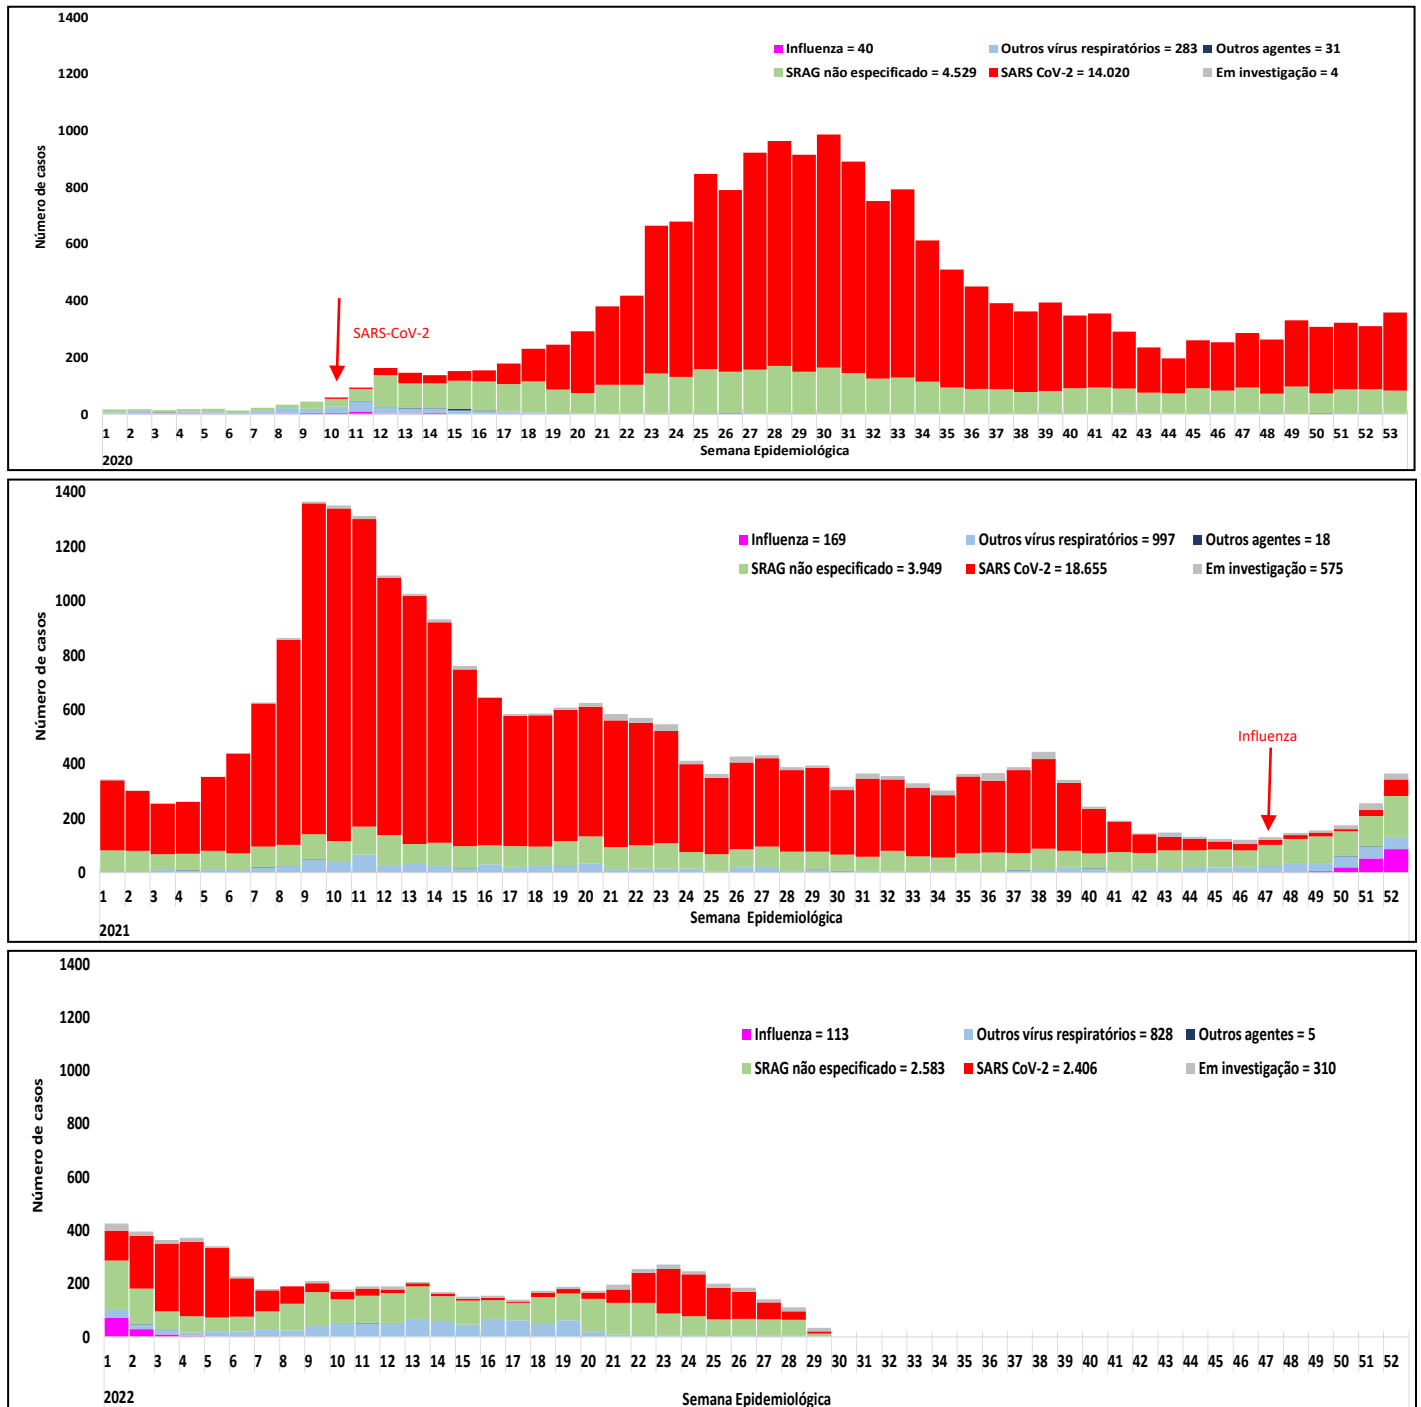 1400
1200
1000
800
600
400
200
0
Número de casos
Influenza = 40 Outros vírus respiratórios = 283 Outros agentes = 31
SRAG não especificado = 4.529 SARS CoV-2 = 14.020 Em investigação = 4
SARS-CoV-2
1 2 3 4 5 6 7 8 9 10 11 12 13 14 15 16 17 18 19 20 21 22 23 24 25 26 27 28 29 30 31 32 33 34 35 36 37 38 39 40 41 42 43 44 45 46 47 48 49 50 51 52 53
Semana Epidemiológica
2020
1400
1200
1000
800
600
400
200
0
Número de casos
Influenza = 169 Outros vírus respiratórios = 997 Outros agentes = 18
SRAG não especificado = 3.949 SARS CoV-2 = 18.655 Em investigação = 575
Influenza
1 2 3 4 5 6 7 8 9 10 11 12 13 14 15 16 17 18 19 20 21 22 23 24 25 26 27 28 29 30 31 32 33 34 35 36 37 38 39 40 41 42 43 44 45 46 47 48 49 50 51 52
Semana Epidemiológica
2021
1400
1200
1000
800
600
400
200
0
Número de casos
Influenza = 113 Outros vírus respiratórios = 828 Outros agentes = 5
SRAG não especificado = 2.583 SARS CoV-2 = 2.406 Em investigação = 310
1 2 3 4 5 6 7 8 9 10 11 12 13 14 15 16 17 18 19 20 21 22 23 24 25 26 27 28 29 30 31 32 33 34 35 36 37 38 39 40 41 42 43 44 45 46 47 48 49 50 51 52
2022
Semana Epidemiológica